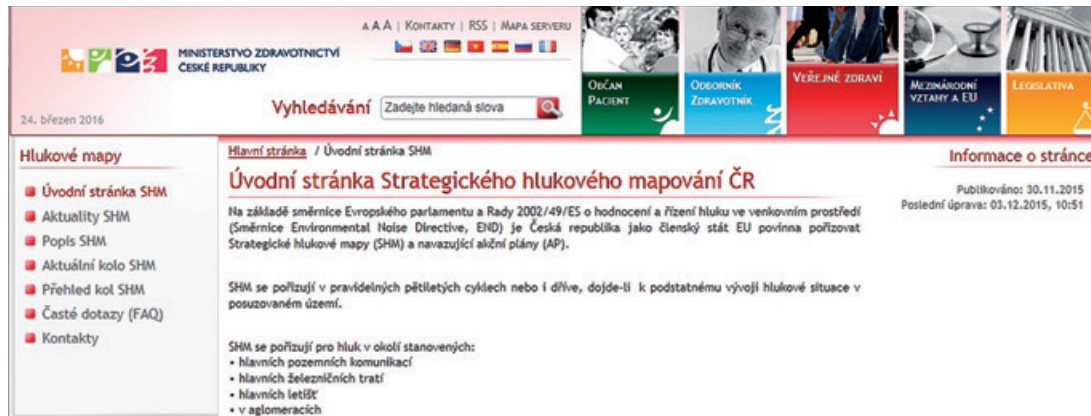 A A A | Kontakty | RSS | Mapa serveru
MINISTERSTVO ZDRAVOTNICTVÍ
ČESKÉ REPUBLIKY
Vyhledávání Zadejte hledaná slova
24. březen 2016
Občan
Pacient
Odborník
Zdravotník
Veřejné zdraví
Mezinárodní
vztahy a EU
Legislativa
Hlukové mapy
Úvodní stránka SHM
Aktuality SHM
Popis SHM
Aktuální kolo SHM
Přehled kol SHM
Časté dotazy (FAQ)
Kontakty
Hlavní stránka / Úvodní stránka SHM
Úvodní stránka Strategického hlukového mapování ČR
Na základě směrnice Evropského parlamentu a Rady 2002/49/ES o hodnocení a řízení hluku ve venkovním prostředí
(Směrnice Environmental Noise Directive, END) je Česká republika jako členský stát EU povinna pořizovat
Strategické hlukové mapy (SHM) a navazující akční plány (AP).
SHM se pořizují v pravidelných pětiletých cyklech nebo i dříve, dojde-li k podstatnému vývoji hlukové situace v
posuzovaném území.
SHM se pořizují pro hluk v okolí stanovených:
• hlavních pozemních komunikací
• hlavních železničních tratí
• hlavních letišť
• v aglomeracích
Informace o stránce
Publikováno: 30.11.2015
Poslední úprava: 03.12.2015, 10:51